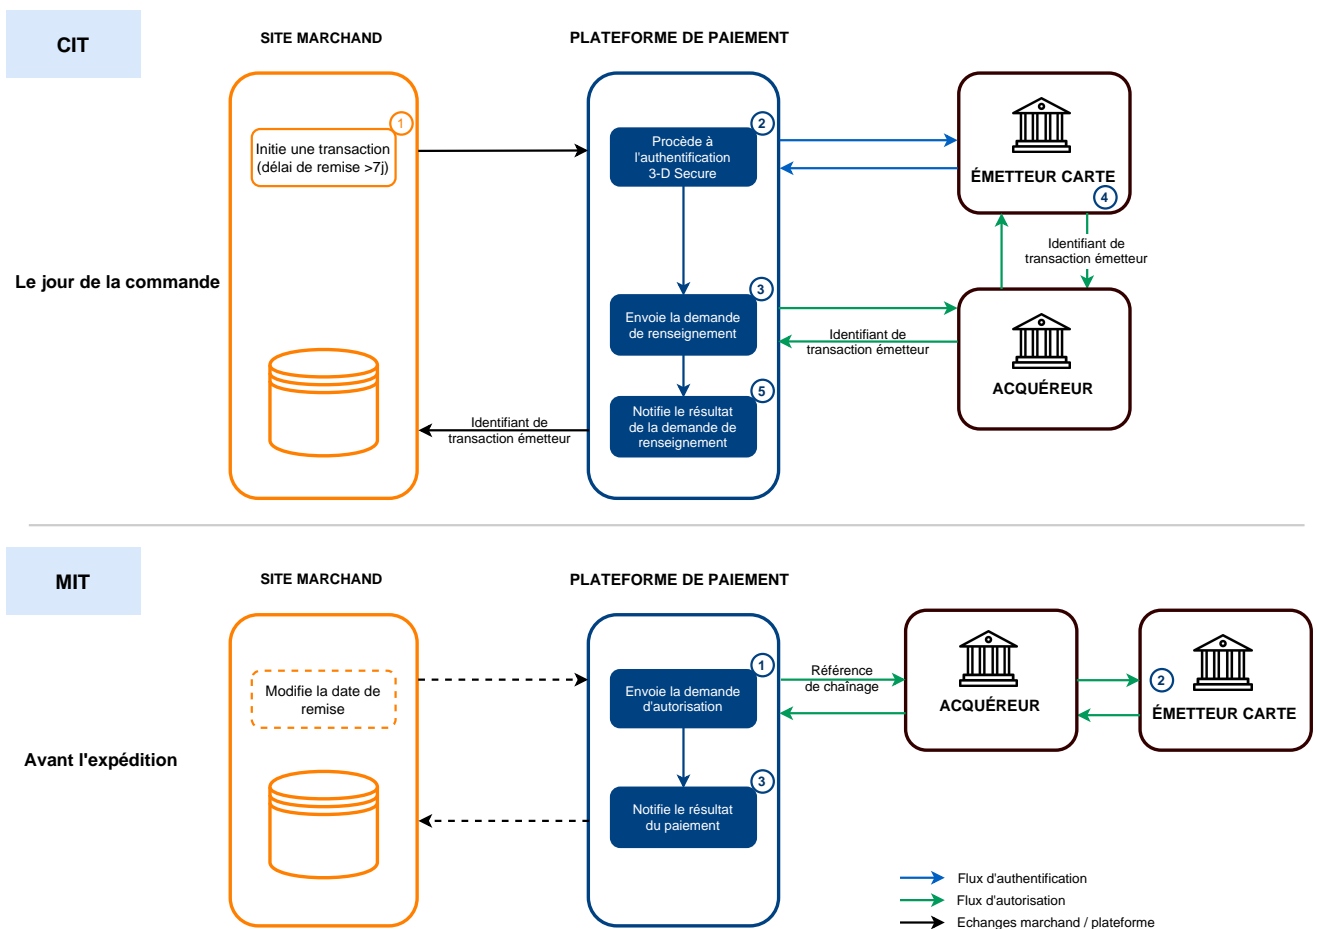 CIT
SITE MARCHAND
PLATEFORME DE PAIEMENT
1
Initie une transaction
(délai de remise >7j)
2
Procède à
l'authentification
3-D Secure
ÉMETTEUR CARTE
4
Identifiant de
transaction émetteur
Le jour de la commande
3
Envoie la demande
de renseignement
Identifiant de
transaction émetteur
ACQUÉREUR
5
Notifie le résultat
de la demande de
renseignement
Identifiant de
transaction émetteur
MIT
SITE MARCHAND
PLATEFORME DE PAIEMENT
Modifie la date de
remise
1
Envoie la demande
d'autorisation
Référence
de chaînage
ACQUÉREUR
2
ÉMETTEUR CARTE
Avant l'expédition
3
Notifie le résultat
du paiement
Flux d'authentification
Flux d'autorisation
Echanges marchand / plateforme